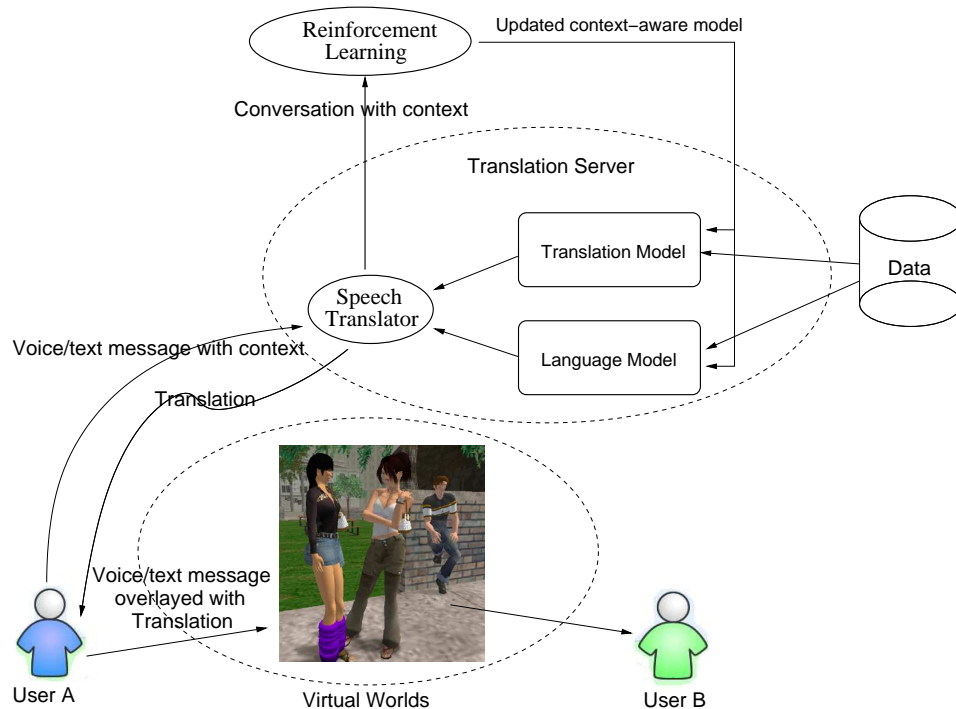 Reinforcement
Learning
Updated context-aware model
Conversation with context
Translation Server
Translation Model
Data
Speech
Translator
Language Model
Voice/text message with context
Translation
Voice/text message
overlayed with
Translation
User A
Virtual Worlds
User B